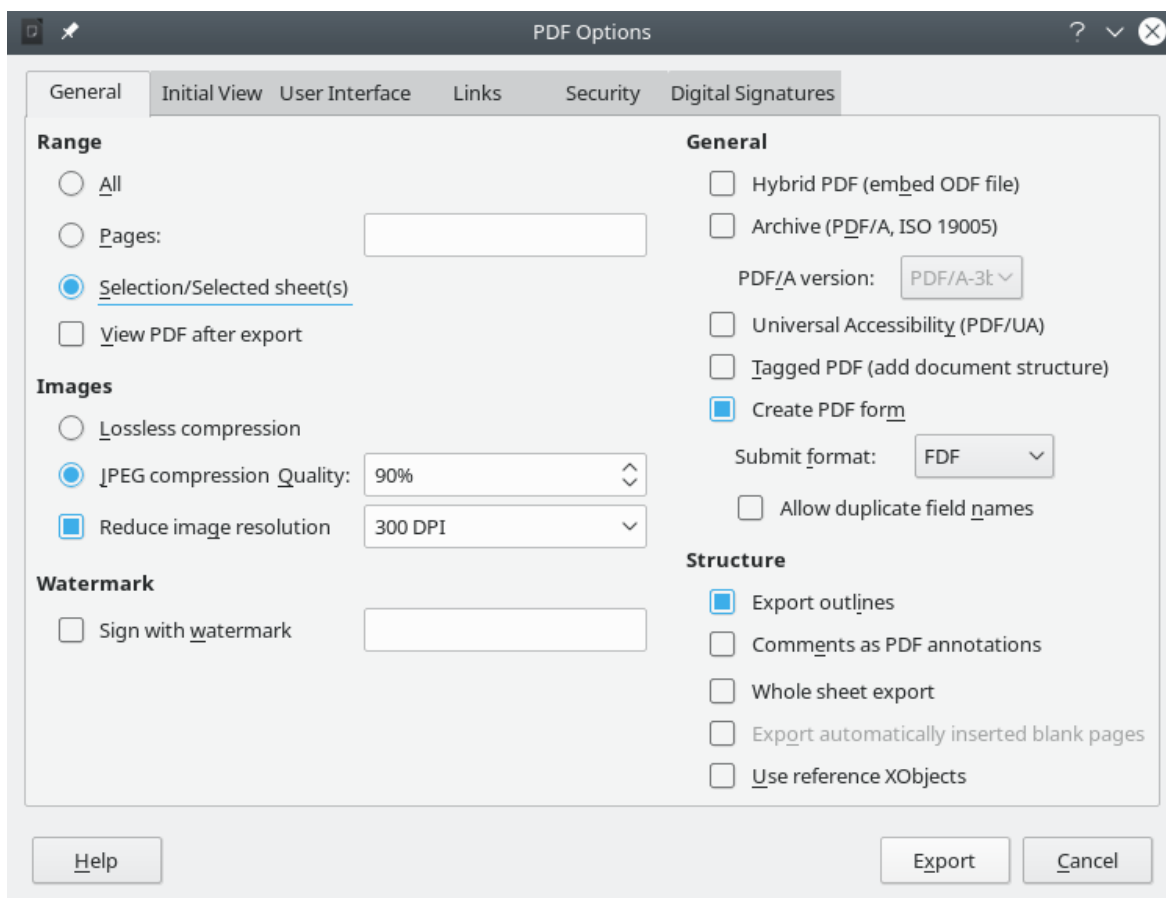 PDF Options
General Initial View User Interface Links Security Digital Signatures
Range
All
Pages:
Selection/Selected sheet(s)
View PDF after export
Images
Lossless compression
JPEG compression Quality: 90%
Reduce image resolution 300 DPI
Watermark
Sign with watermark
General
Hybrid PDF (embed ODF file)
Archive (PDF/A, ISO 19005)
PDF/A version: PDF/A-3b
Universal Accessibility (PDF/UA)
Tagged PDF (add document structure)
Create PDF form
Submit format: FDF
Allow duplicate field names
Structure
Export outlines
Comments as PDF annotations
Whole sheet export
Export automatically inserted blank pages
Use reference XObjects
Help Export Cancel